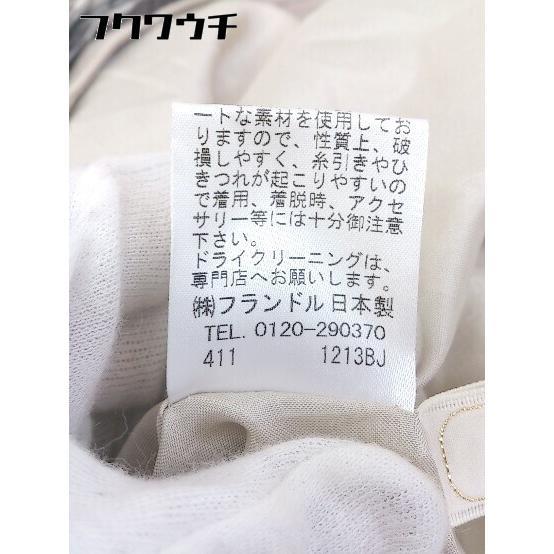 フクワウチ
ートな素材を使用してお
りますので、性質上、破
損しやすく、糸引きやひ
きつれが起こりやすいの
で着用、着脱時、アクセ
サリー等には十分御注意
下さい。
ドライクリーニングは、
専門店へお願いします。
㈱フランドル 日本製
TEL. 0120-290370
411 1213BJ